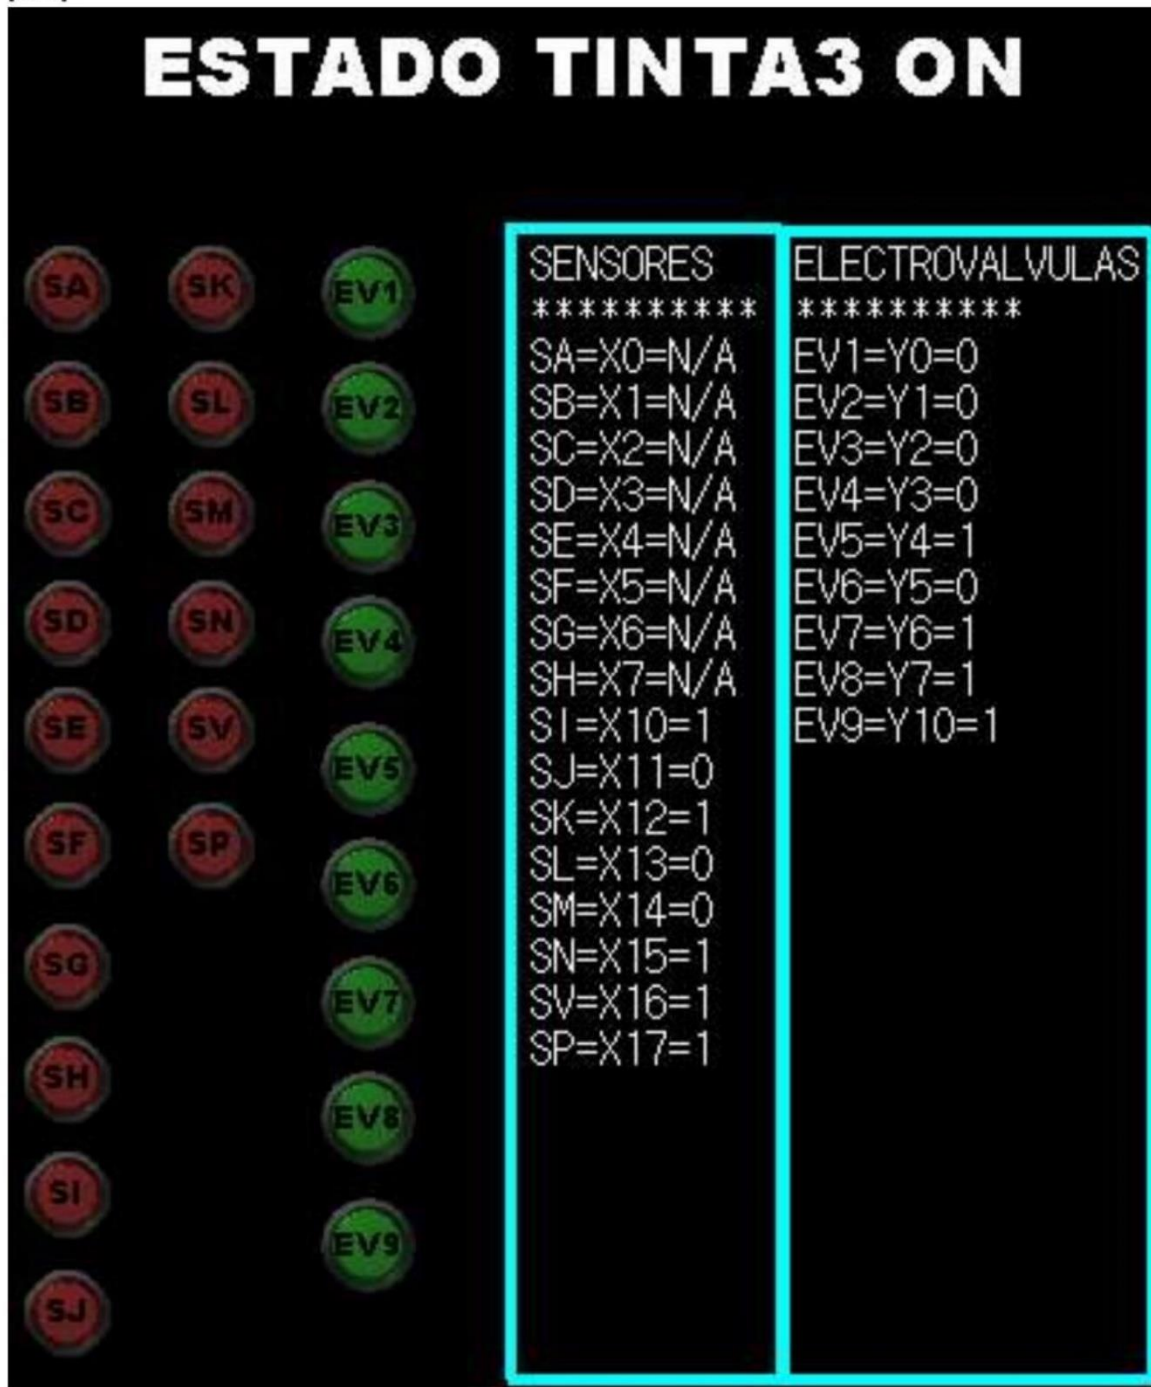 ESTADO TINTA3 ON
SA SK EV1
SB SL EV2
SC SM EV3
SD SN EV4
SE SV EV5
SF SP EV6
SG EV7
SH EV8
SI EV9
SJ
SENSORES
**********
SA=X0=N/A
SB=X1=N/A
SC=X2=N/A
SD=X3=N/A
SE=X4=N/A
SF=X5=N/A
SG=X6=N/A
SH=X7=N/A
SI=X10=1
SJ=X11=0
SK=X12=1
SL=X13=0
SM=X14=0
SN=X15=1
SV=X16=1
SP=X17=1
ELECTROVALVULAS
**********
EV1=Y0=0
EV2=Y1=0
EV3=Y2=0
EV4=Y3=0
EV5=Y4=1
EV6=Y5=0
EV7=Y6=1
EV8=Y7=1
EV9=Y10=1